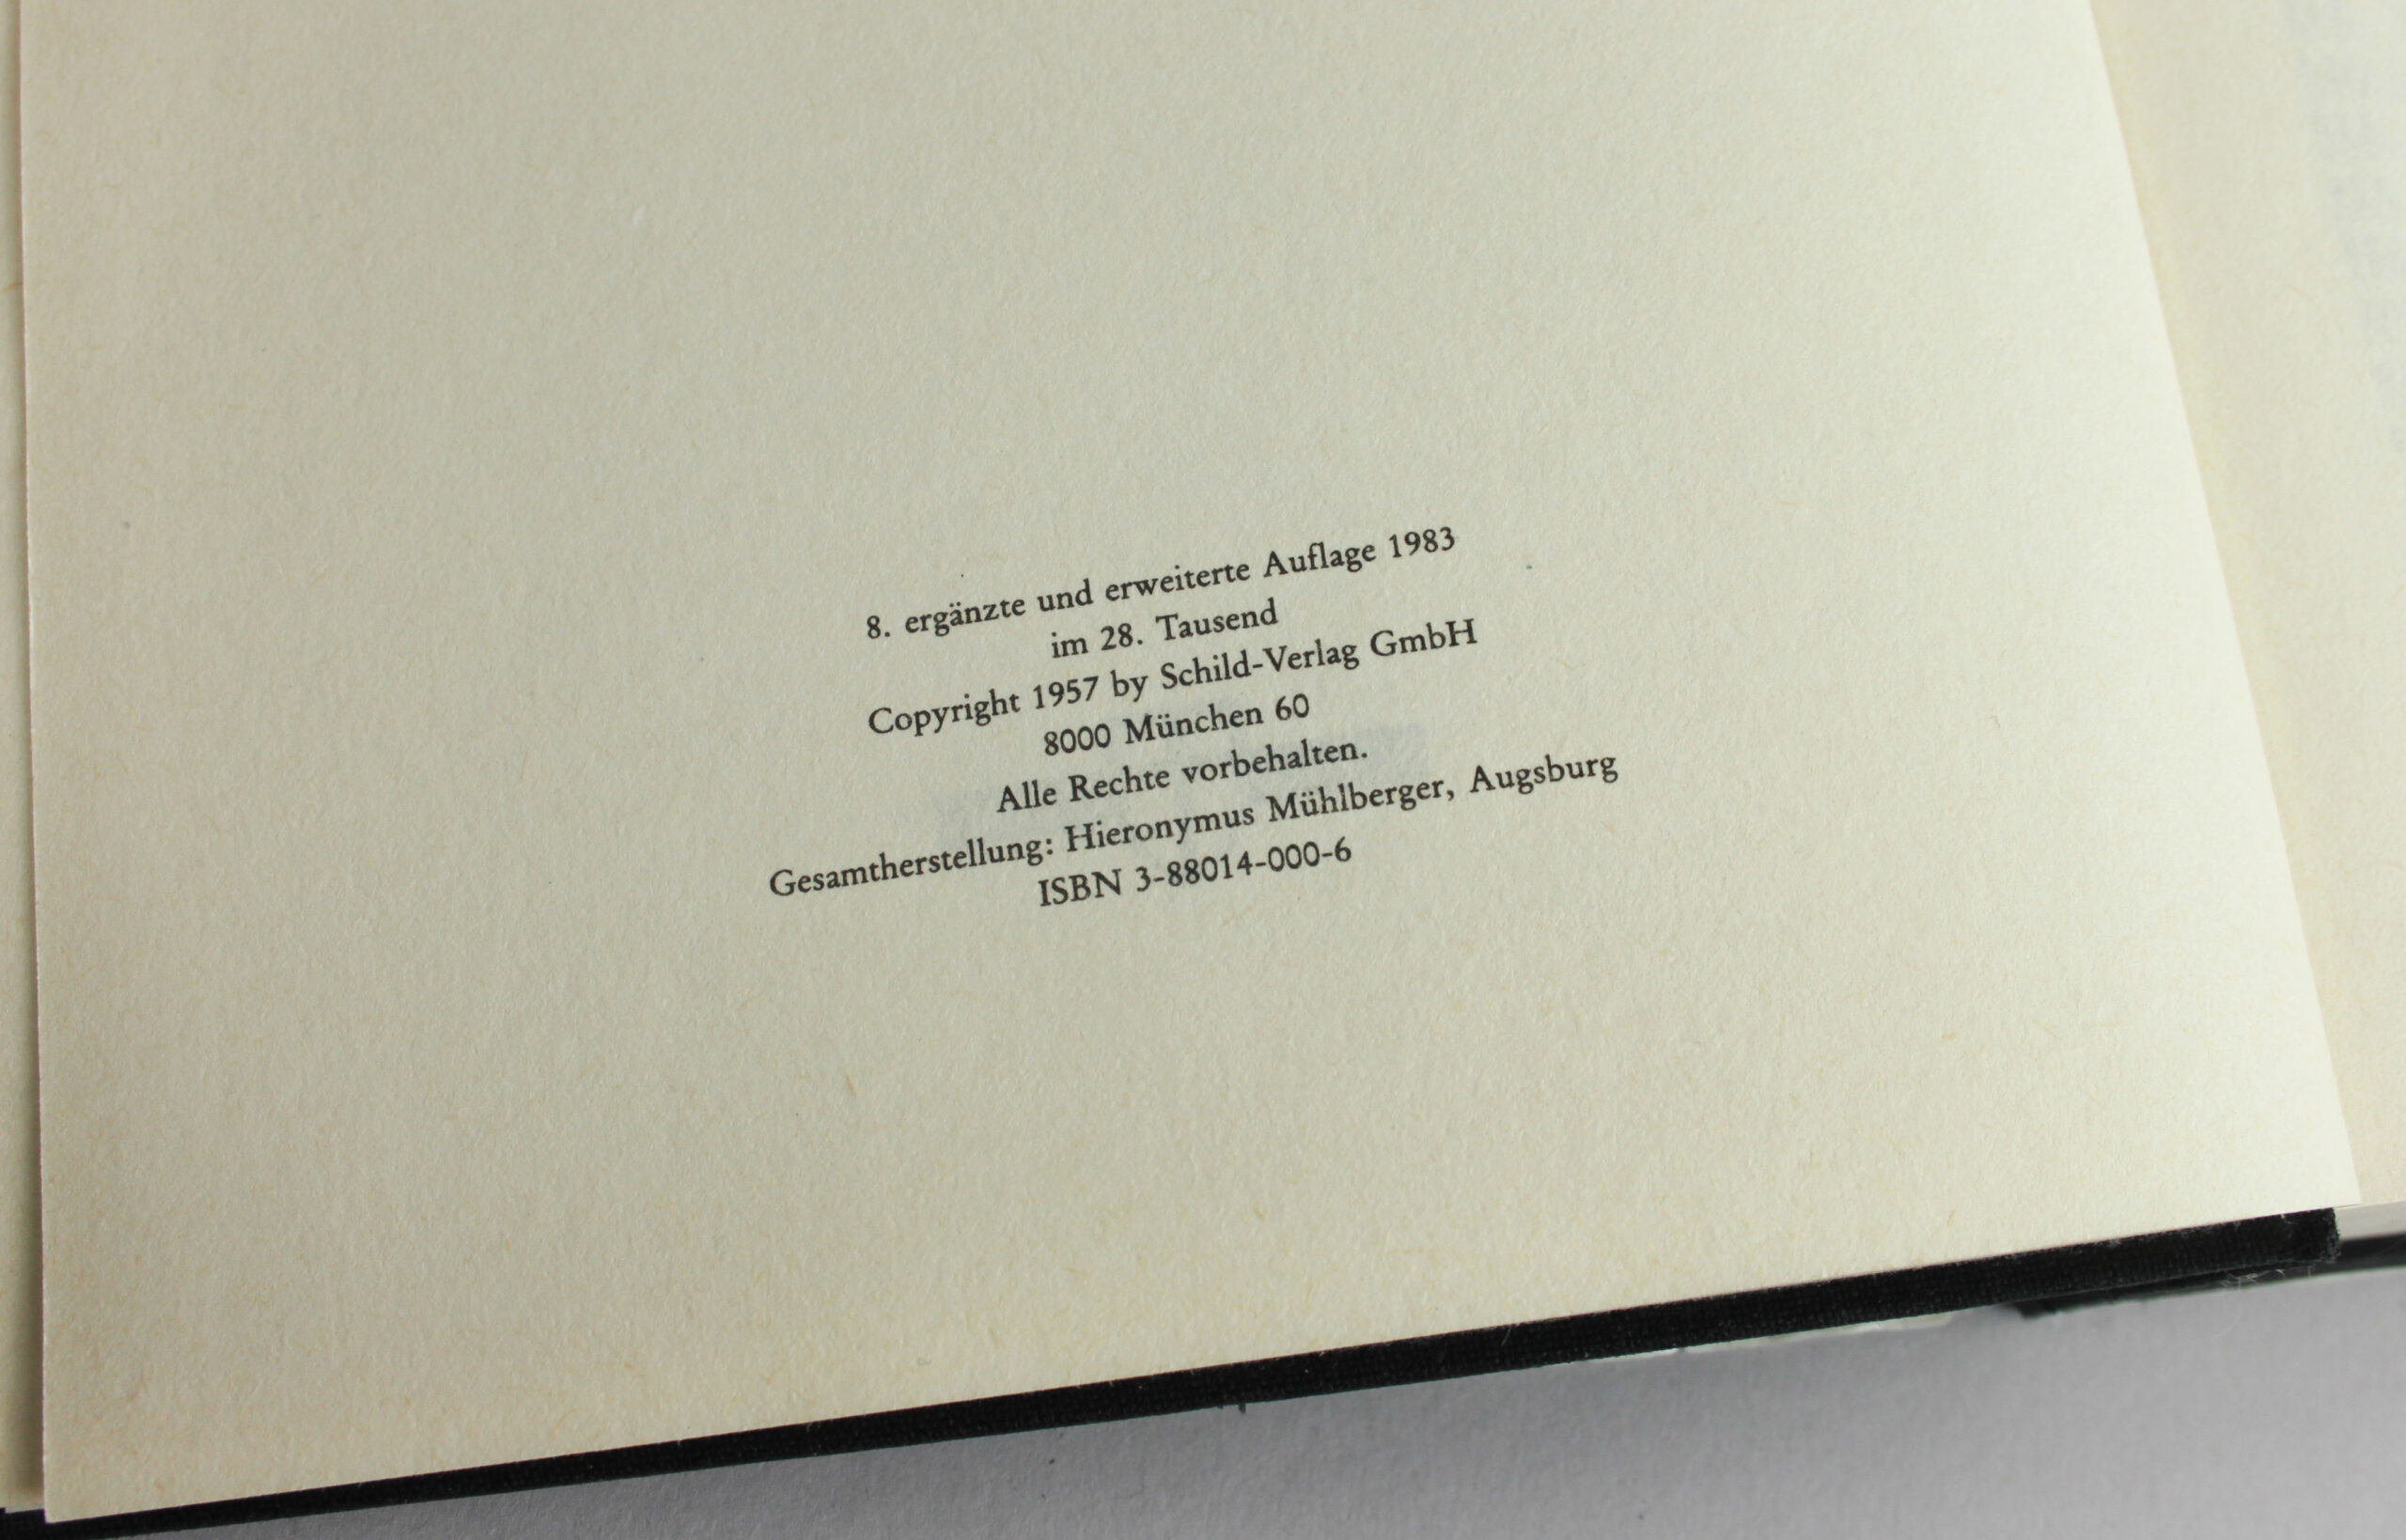 8. ergänzte und erweiterte Auflage 1983
im 28. Tausend
Copyright 1957 by Schild-Verlag GmbH
8000 München 60
Alle Rechte vorbehalten.
Gesamtherstellung: Hieronymus Mühlberger, Augsburg
ISBN 3-88014-000-6